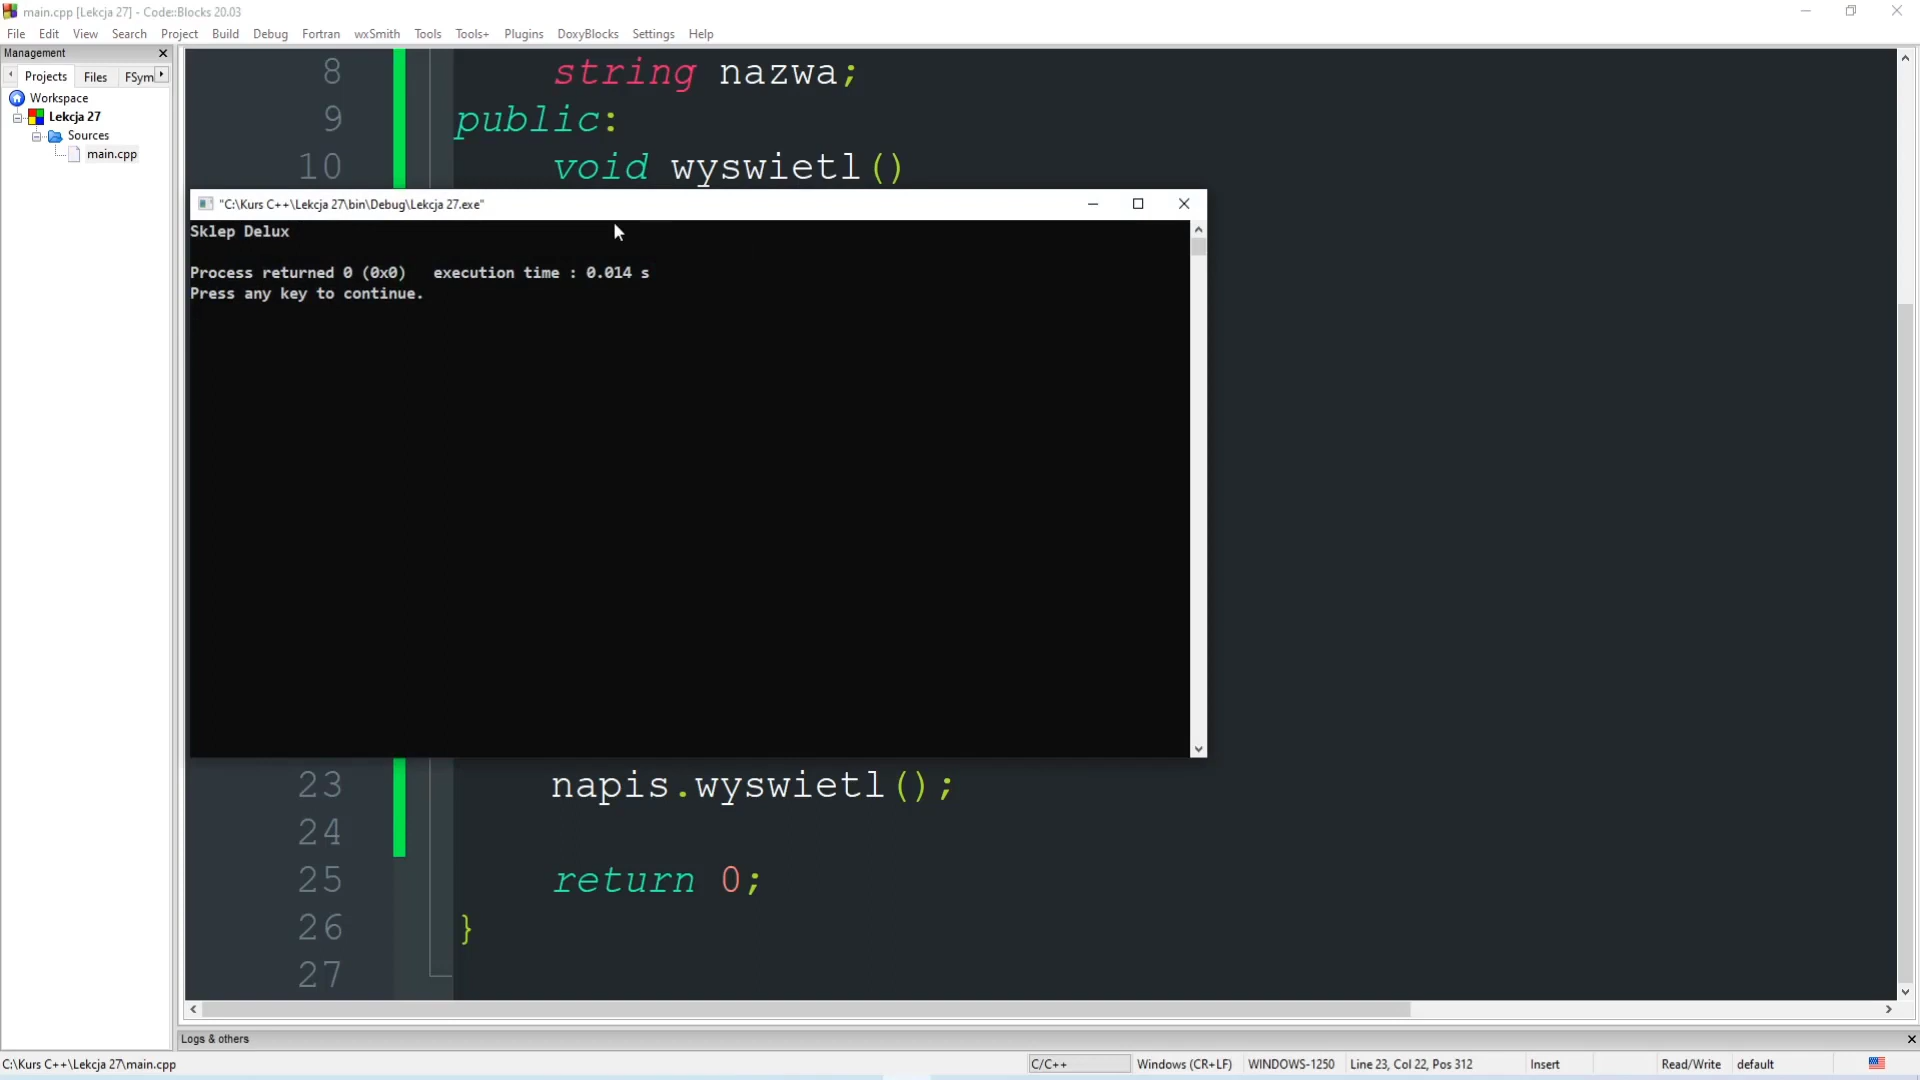 main.cpp [Lekcja 27] - Code::Blocks 20.03
File Edit View Search Project Build Debug Fortran wxSmith Tools Tools+ Plugins DoxyBlocks Settings Help
Management
Projects Files FSym
Workspace
Lekcja 27
Sources
main.cpp
8 string nazwa;
9 public:
10 void wyswietl()
"C:\Kurs C++\Lekcja 27\bin\Debug\Lekcja 27.exe"
Sklep Delux
Process returned 0 (0x0) execution time : 0.014 s
Press any key to continue.
23 napis.wyswietl();
24
25 return 0;
26 }
27
Logs & others
C:\Kurs C++\Lekcja 27\main.cpp C/C++ Windows (CR+LF) WINDOWS-1250 Line 23, Col 22, Pos 312 Insert Read/Write default